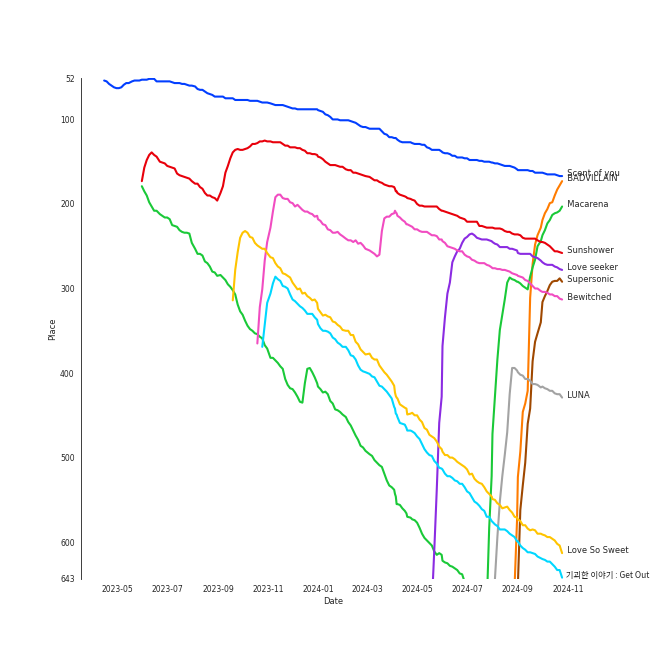 52
100
200
300
400
500
600
643
Place
2023-05
2023-07
2023-09
2023-11
2024-01
2024-03
2024-05
2024-07
2024-09
2024-11
Date
Scent of you
BADVILLAIN
Macarena
Sunshower
Love seeker
Supersonic
Bewitched
LUNA
Love So Sweet
기괴한 이야기 : Get Out